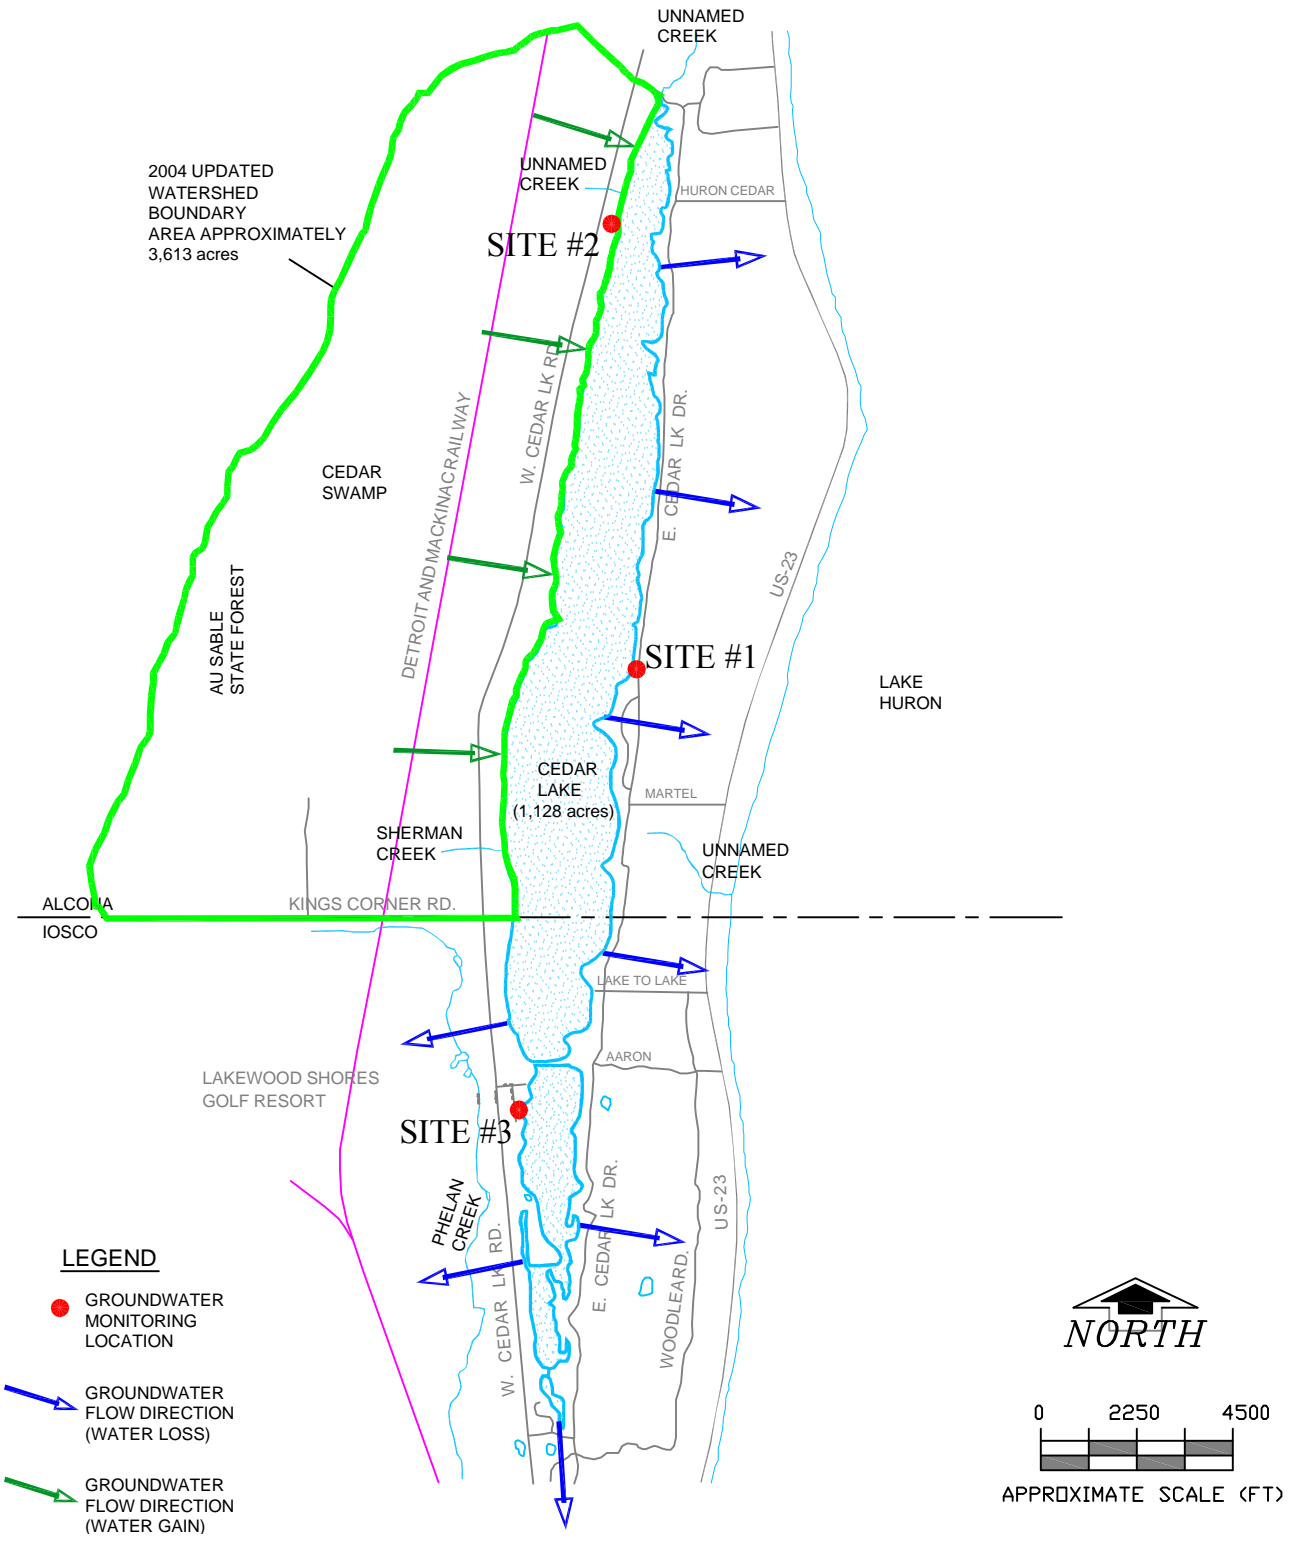 UNNAMED
CREEK
2004 UPDATED
WATERSHED
BOUNDARY
AREA APPROXIMATELY
3,613 acres
UNNAMED
CREEK
HURON CEDAR
SITE #2
W. CEDAR LK RD
E. CEDAR LK DR.
DETROIT AND MACKINAC RAILWAY
CEDAR
SWAMP
US-23
AU SABLE
STATE FOREST
SITE #1
LAKE
HURON
CEDAR
LAKE
(1,128 acres)
MARTEL
SHERMAN
CREEK
UNNAMED
CREEK
ALCONA
KINGS CORNER RD.
IOSCO
LAKE TO LAKE
AARON
LAKEWOOD SHORES
GOLF RESORT
SITE #3
PHELAN
CREEK
W. CEDAR LK RD.
E. CEDAR LK DR.
WOODLEARD.
US-23
LEGEND
GROUNDWATER
MONITORING
LOCATION
GROUNDWATER
FLOW DIRECTION
(WATER LOSS)
GROUNDWATER
FLOW DIRECTION
(WATER GAIN)
NORTH
0 2250 4500
APPROXIMATE SCALE (FT)